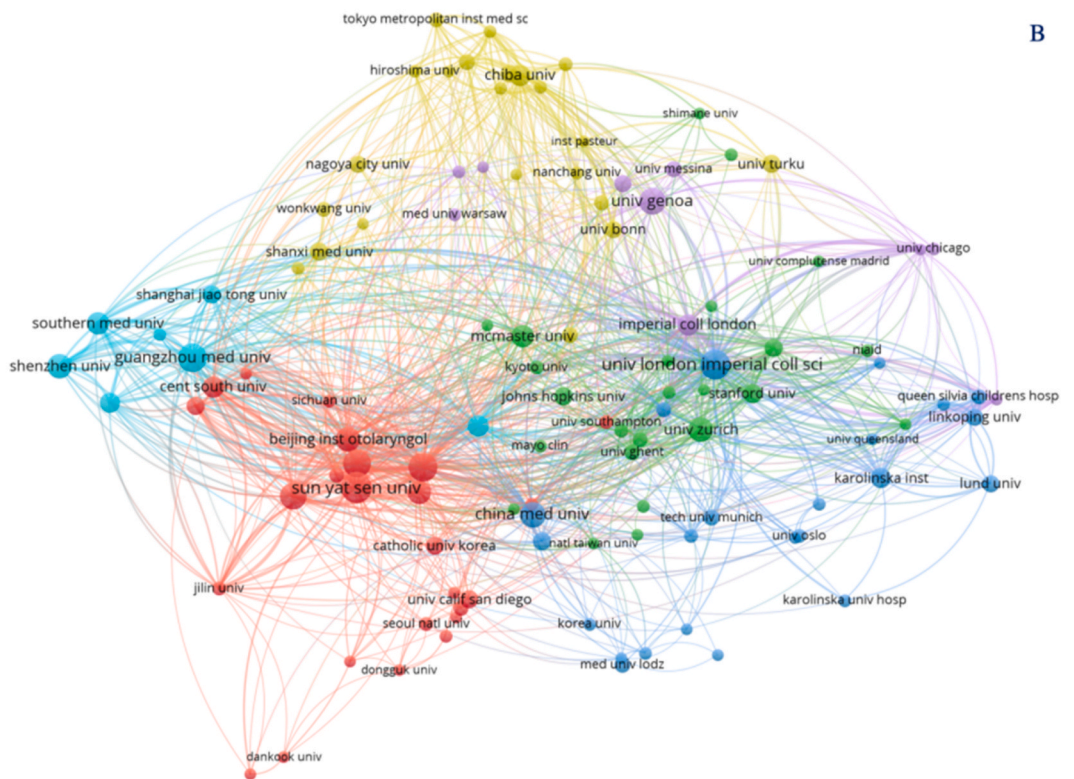 tokyo metropolitan inst med sc
B
hiroshima univ
chiba univ
shimane univ
inst pasteur
nagoya city univ
nanchang univ
univ messina
univ turku
univ genoa
wonkwang univ
med univ warsaw
univ bonn
shanxi med univ
univ chicago
univ complutense madrid
shanghai jiao tong univ
southern med univ
imperial coll london
mcmaster univ
guangzhou med univ
shenzhen univ
kyoto univ
univ london imperial coll sci
niaid
cent south univ
sichuan univ
johns hopkins univ
stanford univ
queen silvia childrens hosp
linkoping univ
univ southampton
univ zurich
beijing inst otolaryngol
mayo clin
univ ghent
univ queensland
sun yat sen univ
karolinska inst
lund univ
china med univ
tech univ munich
catholic univ korea
natl taiwan univ
univ oslo
jilin univ
univ calif san diego
karolinska univ hosp
seoul natl univ
korea univ
dongguk univ
med univ lodz
dankook univ